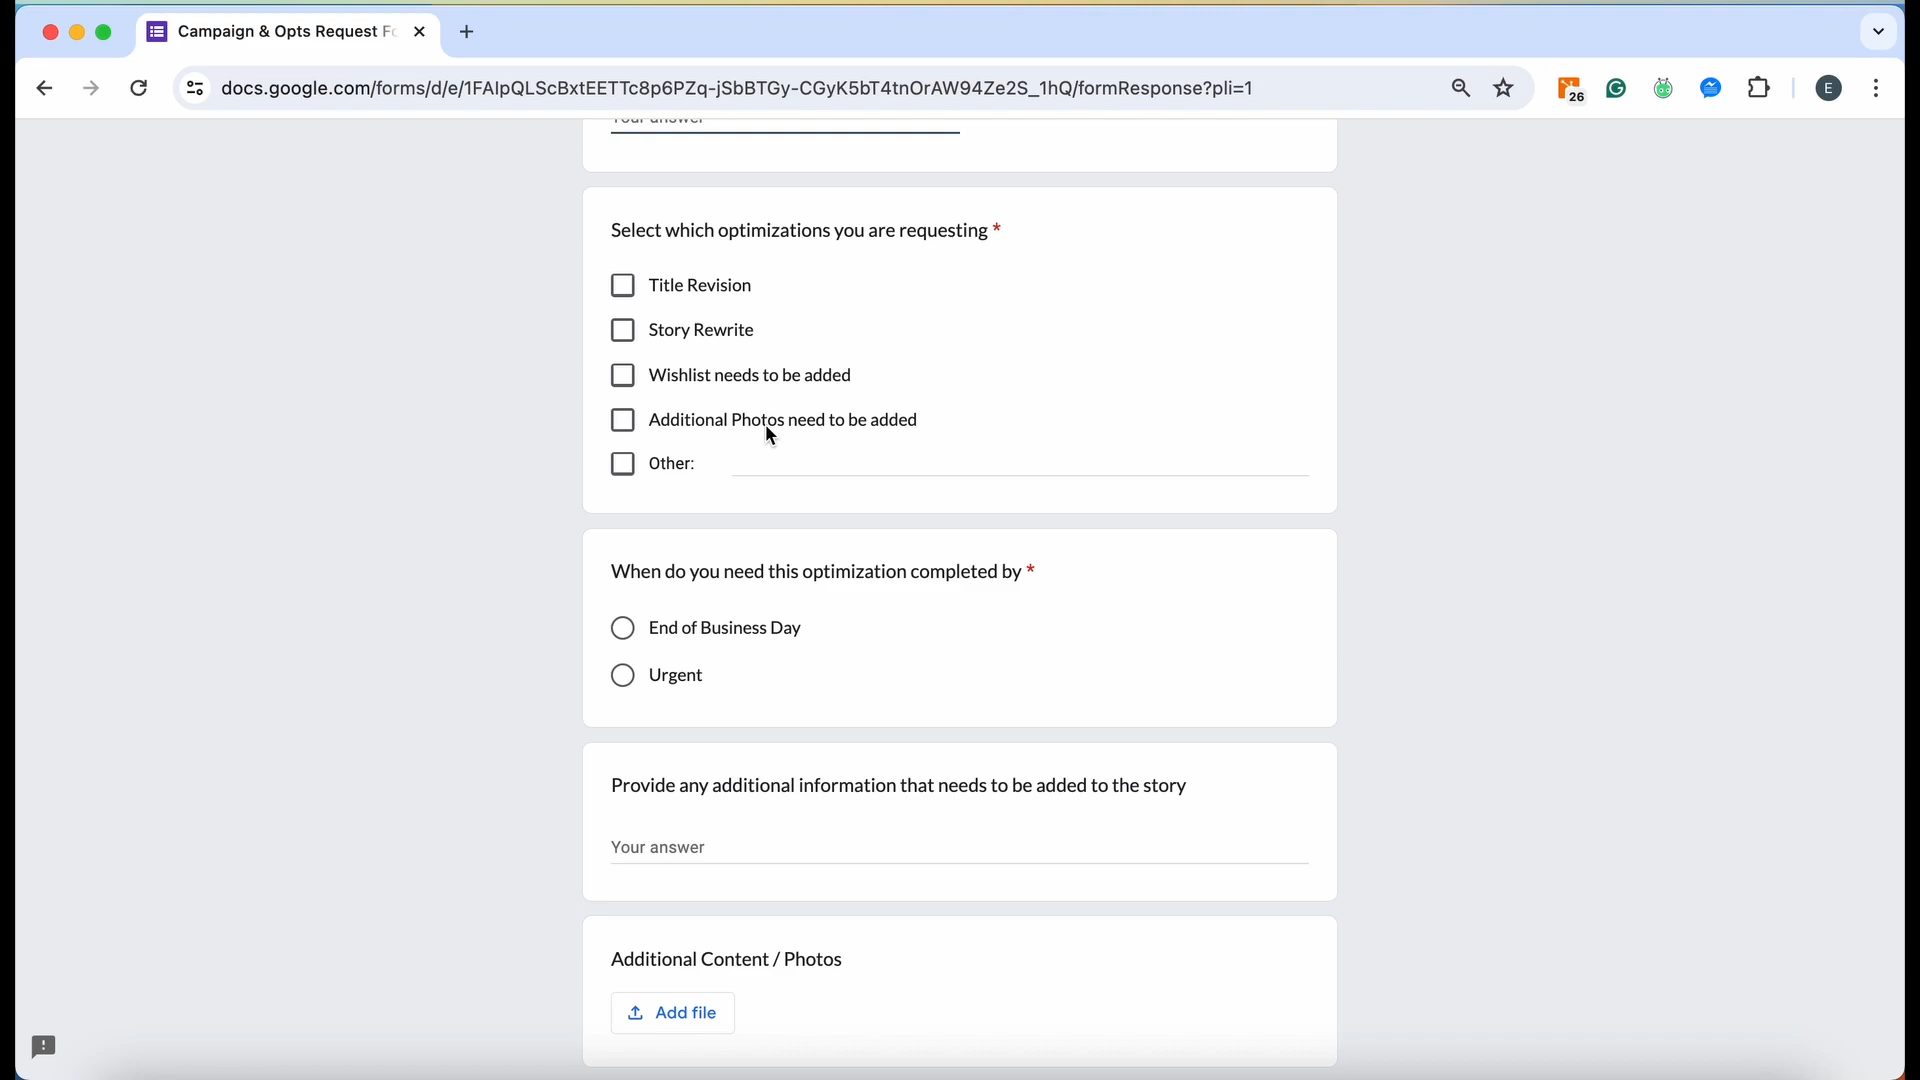 Campaign & Opts Request Fo
docs.google.com/forms/d/e/1FAIpQLScBxtEETTc8p6PZq-jSbBTGy-CGyK5bT4tnOrAW94Ze2S_1hQ/formResponse?pli=1
26
E
Your answer
Select which optimizations you are requesting *
Title Revision
Story Rewrite
Wishlist needs to be added
Additional Photos need to be added
Other:
When do you need this optimization completed by *
End of Business Day
Urgent
Provide any additional information that needs to be added to the story
Your answer
Additional Content / Photos
Add file